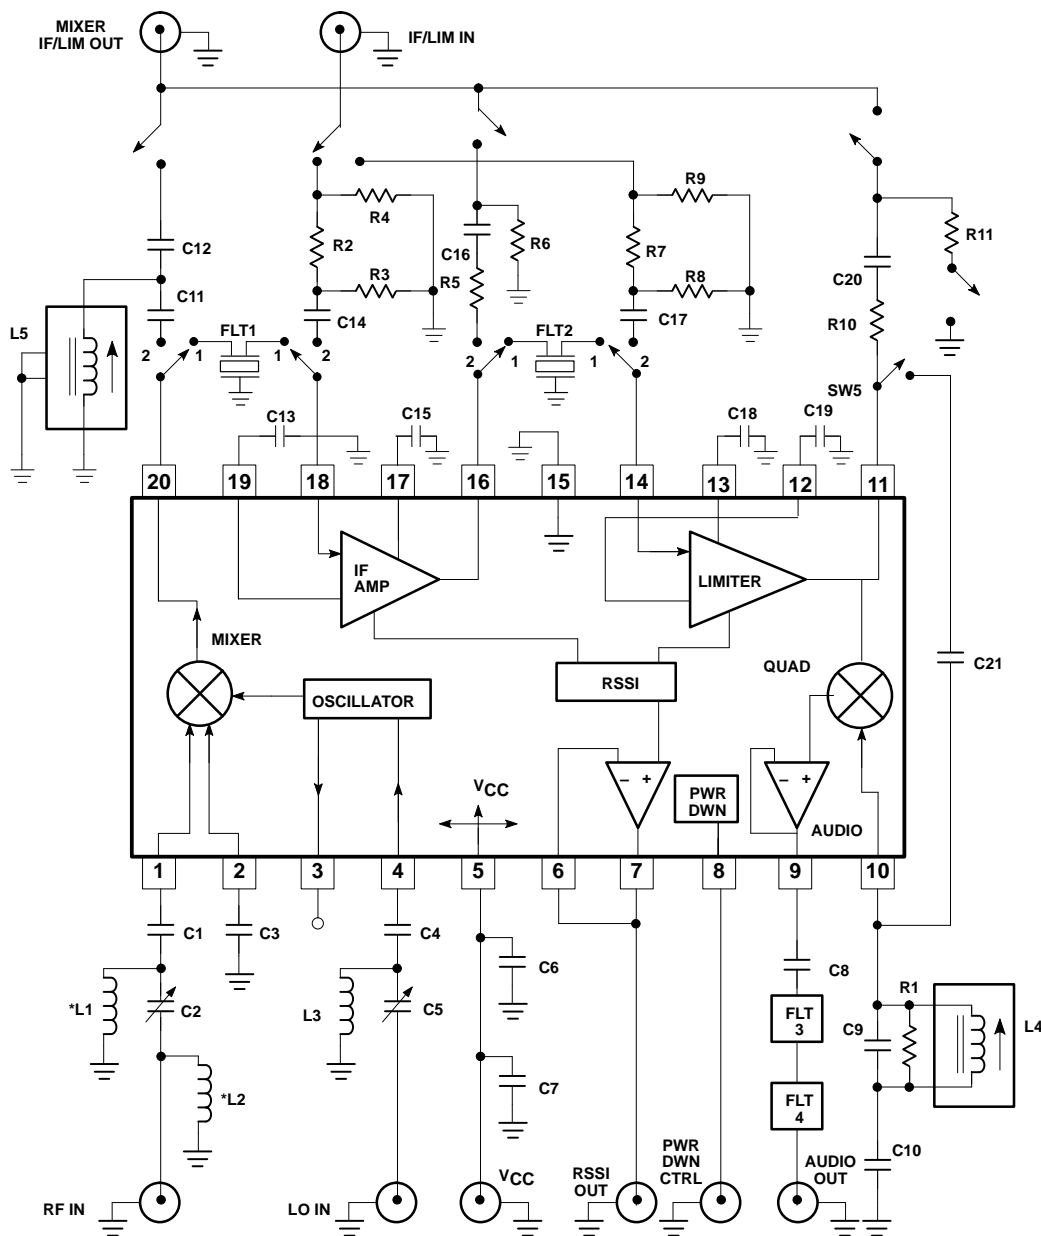 MIXER
IF/LIM OUT
IF/LIM IN
R4
R9
R2
R3
C12
C16
R6
R5
R7
R8
R11
C20
L5
C11
C14
C17
R10
FLT1
FLT2
2
1
1
2
2
1
1
2
SW5
C13
C15
C18
C19
20
19
18
17
16
15
14
13
12
11
IF
AMP
LIMITER
MIXER
QUAD
C21
OSCILLATOR
RSSI
VCC
– +
PWR
DWN
– +
AUDIO
1
2
3
4
5
6
7
8
9
10
C1
C3
C4
C6
C8
*L1
C2
L3
C5
FLT
3
C9
R1
L4
*L2
C7
FLT
4
C10
RF IN
LO IN
VCC
RSSI
OUT
PWR
DWN
CTRL
AUDIO
OUT